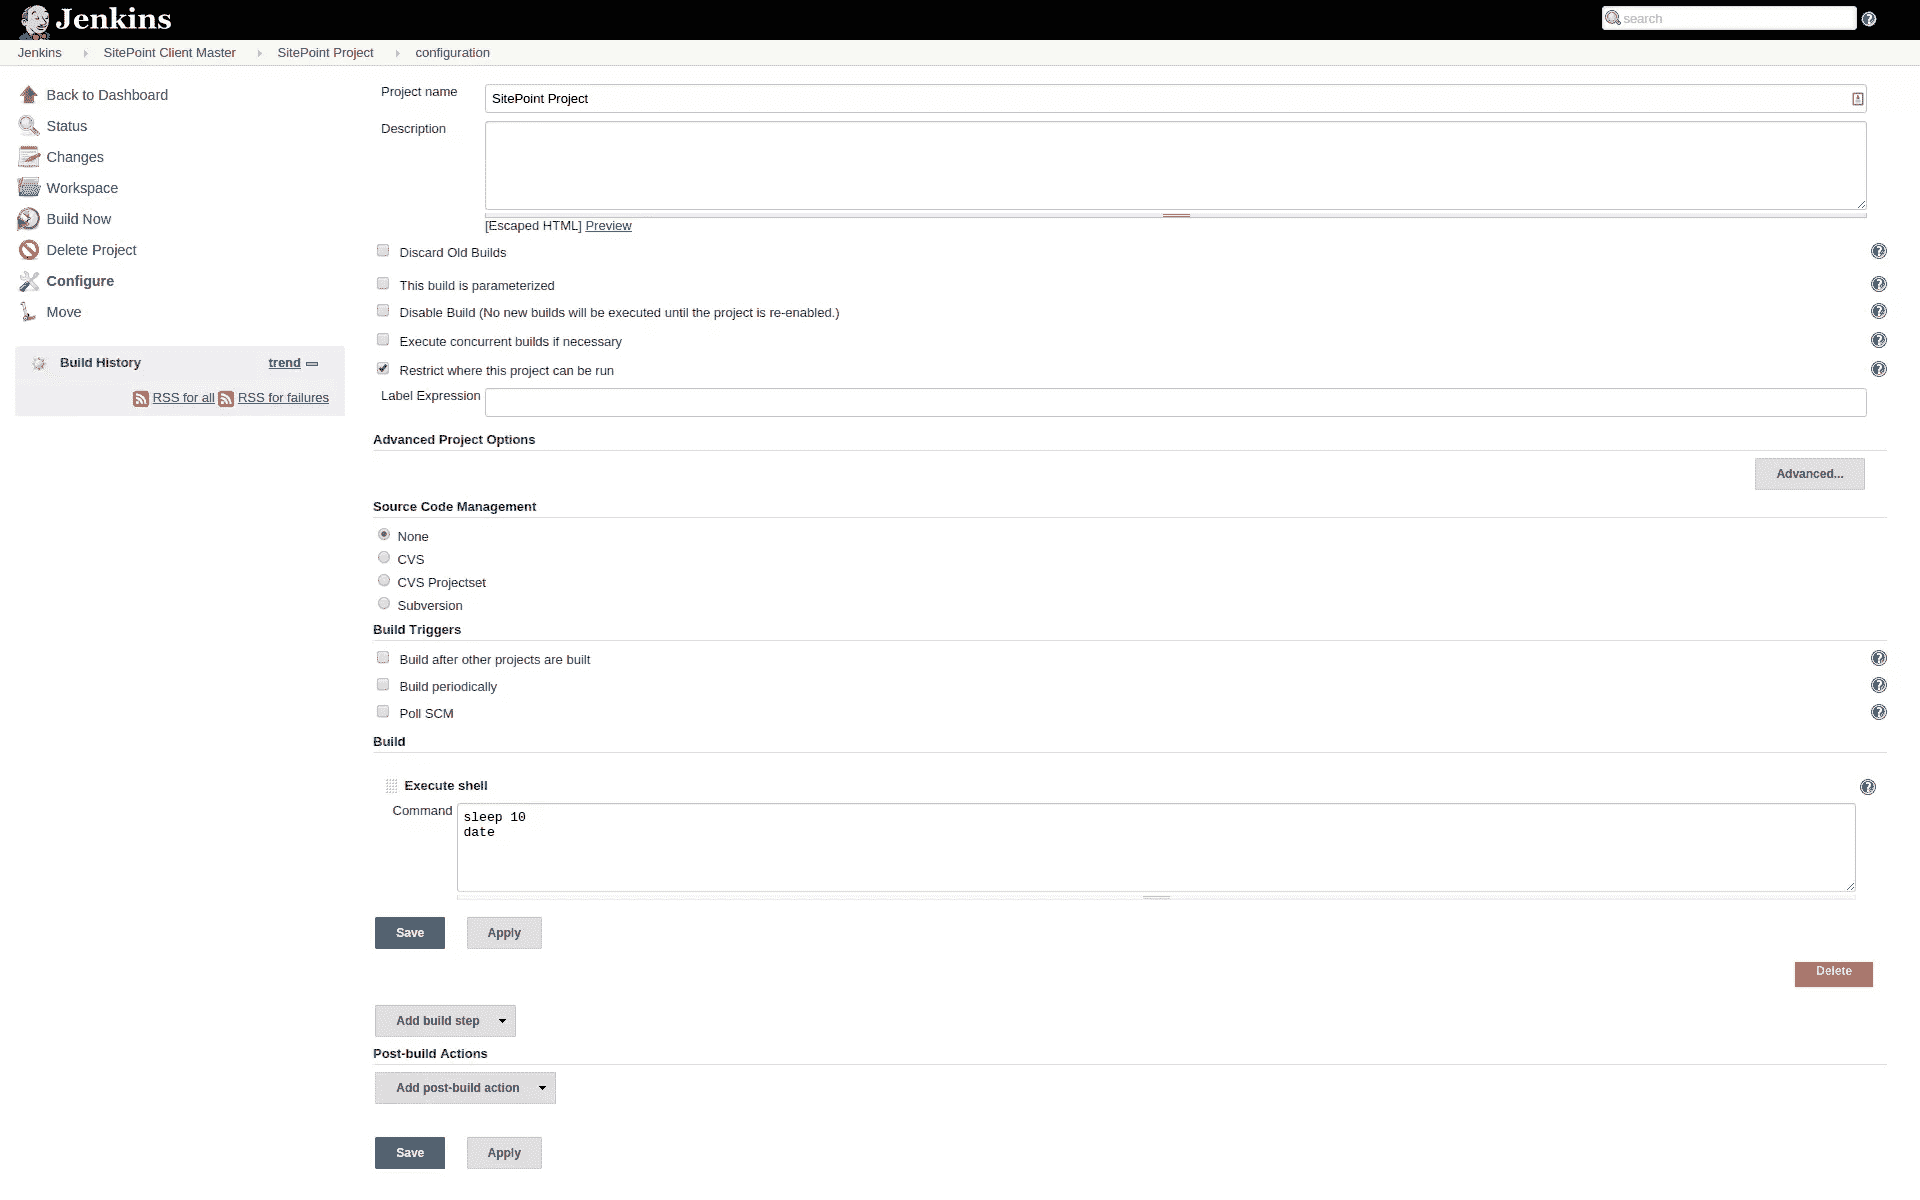 Jenkins
search
Jenkins SitePoint Client Master SitePoint Project configuration
Back to Dashboard
Status
Changes
Workspace
Build Now
Delete Project
Configure
Move
Build History trend
RSS for all RSS for failures
Project name SitePoint Project
Description
[Escaped HTML] Preview
Discard Old Builds
This build is parameterized
Disable Build (No new builds will be executed until the project is re-enabled.)
Execute concurrent builds if necessary
Restrict where this project can be run
Label Expression
Advanced Project Options
Advanced...
Source Code Management
None
CVS
CVS Projectset
Subversion
Build Triggers
Build after other projects are built
Build periodically
Poll SCM
Build
Execute shell
Command sleep 10
date
Save Apply
Delete
Add build step
Post-build Actions
Add post-build action
Save Apply